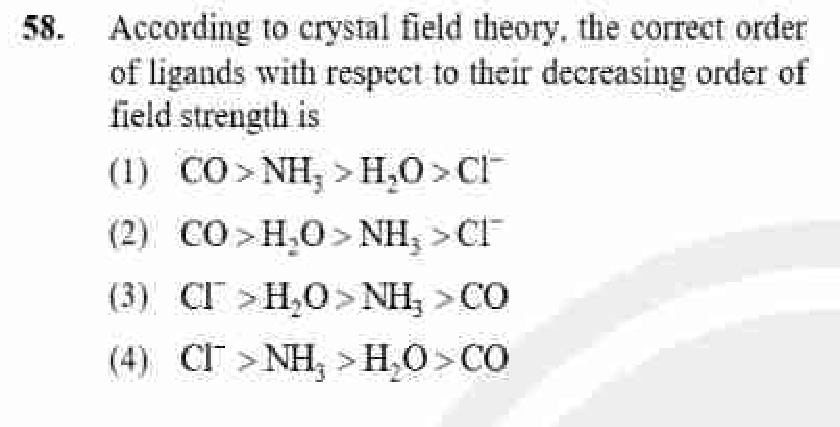 58. According to crystal field theory, the correct order
of ligands with respect to their decreasing order of
field strength is
(1) CO > NH₃ > H₂O > Cl⁻
(2) CO > H₂O > NH₃ > Cl⁻
(3) Cl⁻ > H₂O > NH₃ > CO
(4) Cl⁻ > NH₃ > H₂O > CO